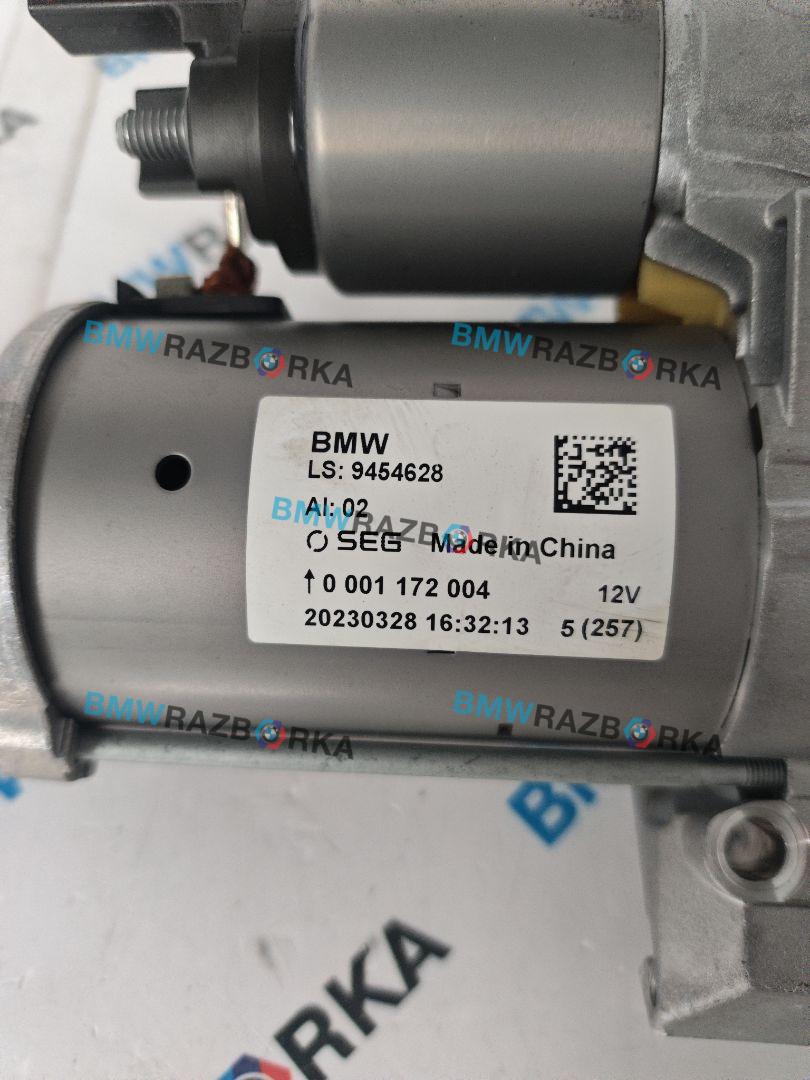 BMWRAZBORKA
BMWRAZBORKA
BMW
LS: 9454628
AI: 02
BMWRAZBORKA
SEG Made in China
↑0 001 172 004 12V
20230328 16:32:13 5 (257)
BMWRAZBORKA
BMWRAZBORKA
ORKA